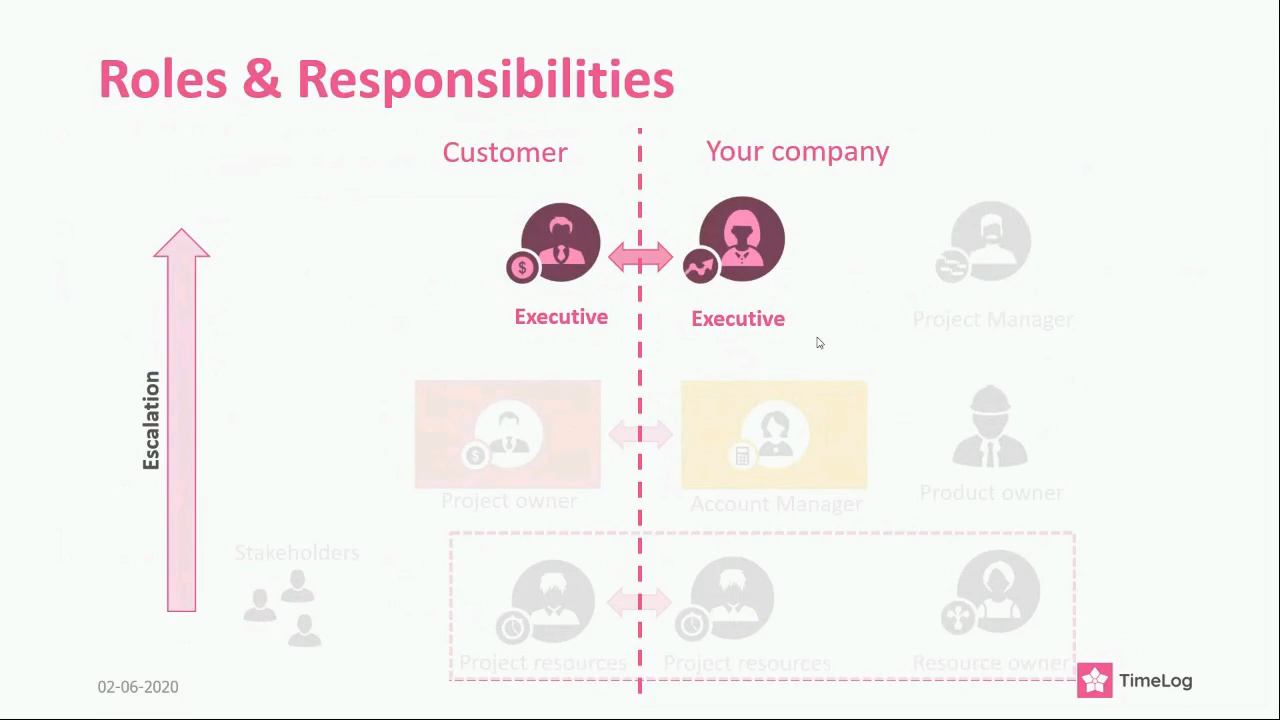 Roles & Responsibilities
Customer
Your company
Executive
Executive
Project Manager
Escalation
Project owner
Account Manager
Product owner
Stakeholders
Project resources
Project resources
Resource owner
02-06-2020
TimeLog